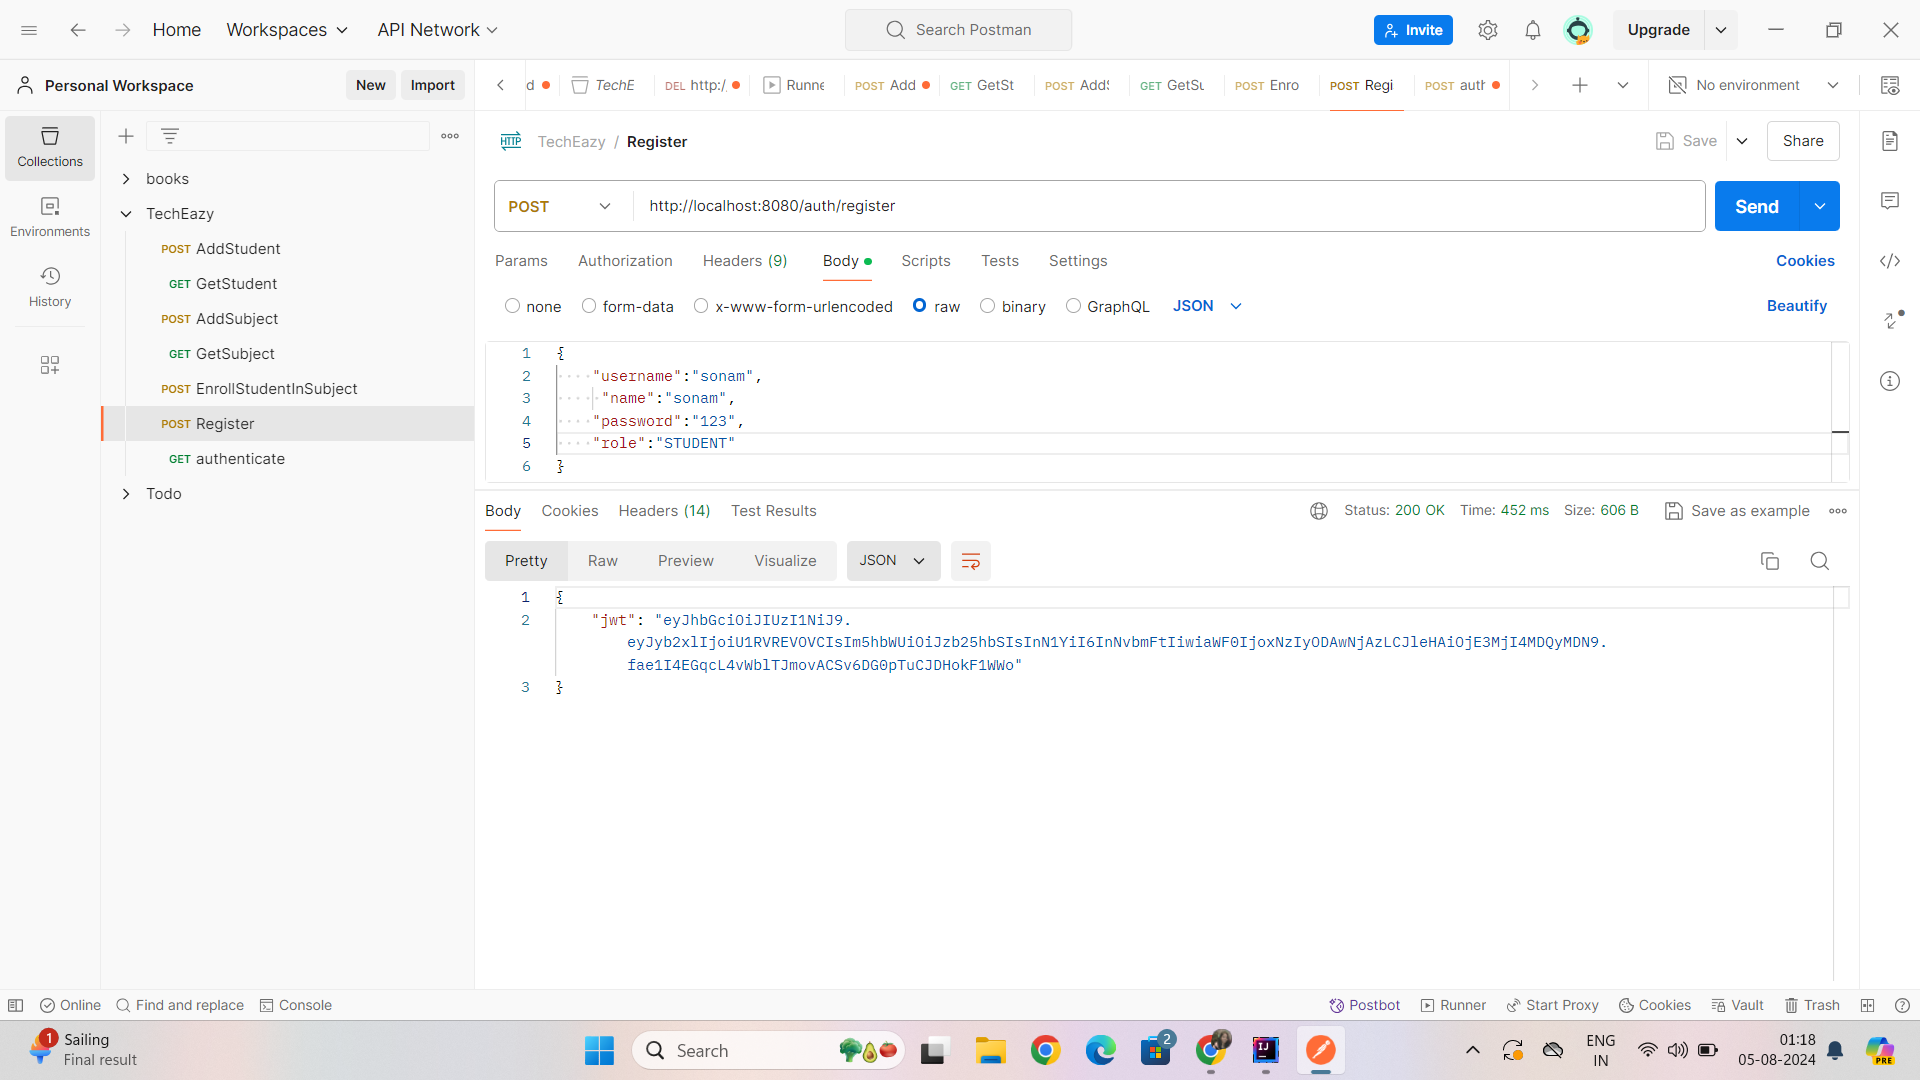 Home
Workspaces
API Network
Search Postman
Invite
Upgrade
Personal Workspace
New
Import
d
TechE
DEL http:/
Runne
POST Add
GET GetSt
POST AddS
GET GetSu
POST Enro
POST Regi
POST auth
No environment
Collections
Environments
History
books
TechEazy
POST AddStudent
GET GetStudent
POST AddSubject
GET GetSubject
POST EnrollStudentInSubject
POST Register
GET authenticate
Todo
HTTP
TechEazy / Register
Save
Share
POST
http://localhost:8080/auth/register
Send
Params
Authorization
Headers (9)
Body
Scripts
Tests
Settings
Cookies
none
form-data
x-www-form-urlencoded
raw
binary
GraphQL
JSON
Beautify
1 {
2 "username":"sonam",
3 "name":"sonam",
4 "password":"123",
5 "role":"STUDENT"
6 }
Body
Cookies
Headers (14)
Test Results
Status: 200 OK
Time: 452 ms
Size: 606 B
Save as example
Pretty
Raw
Preview
Visualize
JSON
1 {
2 "jwt": "eyJhbGciOiJIUzI1NiJ9.
eyJyb2xlIjoiU1RVREVOVCIsIm5hbWUiOiJzb25hbSIsInN1YiI6InNvbmFtIiwiaWF0IjoxNzIyODAwNjAzLCJleHAiOjE3MjI4MDQyMDN9.
fae1I4EGqcL4vWblTJmovACSv6DG0pTuCJDHokF1WWo"
3 }
Online
Find and replace
Console
Postbot
Runner
Start Proxy
Cookies
Vault
Trash
1
Sailing
Final result
Search
2
IJ
ENG
IN
01:18
05-08-2024
PRE